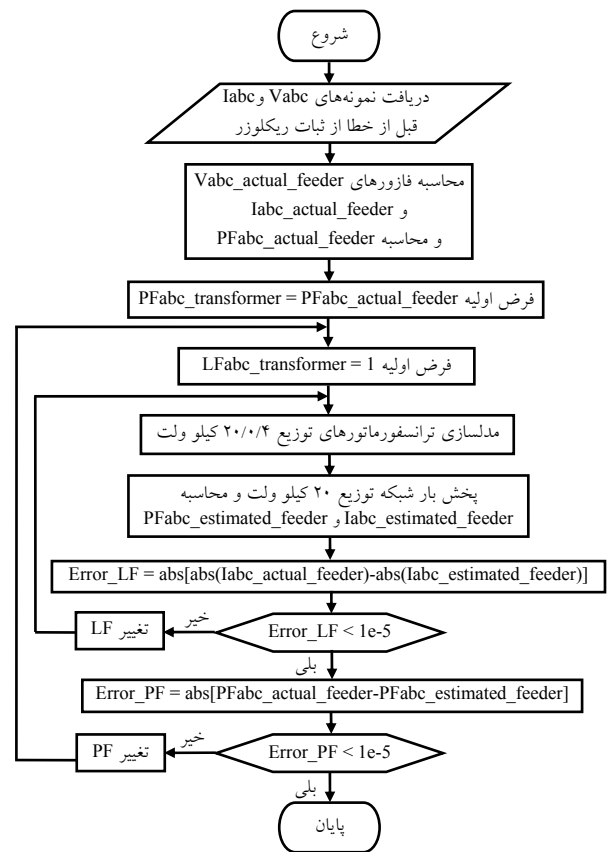 شروع
دریافت نمونه‌های Vabc و Iabc
قبل از خطا از ثبات ریکلوزر
محاسبه فازورهای Vabc_actual_feeder
و Iabc_actual_feeder
و محاسبه PFabc_actual_feeder
فرض اولیه PFabc_transformer = PFabc_actual_feeder
فرض اولیه LFabc_transformer = 1
مدلسازی ترانسفورماتورهای توزیع ۲۰/۰/۴ کیلو ولت
پخش بار شبکه توزیع ۲۰ کیلو ولت و محاسبه
Iabc_estimated_feeder و PFabc_estimated_feeder
Error_LF = abs[abs(Iabc_actual_feeder)-abs(Iabc_estimated_feeder)]
Error_LF < 1e-5
خیر
تغییر LF
بلی
Error_PF = abs[PFabc_actual_feeder-PFabc_estimated_feeder]
Error_PF < 1e-5
خیر
تغییر PF
بلی
پایان